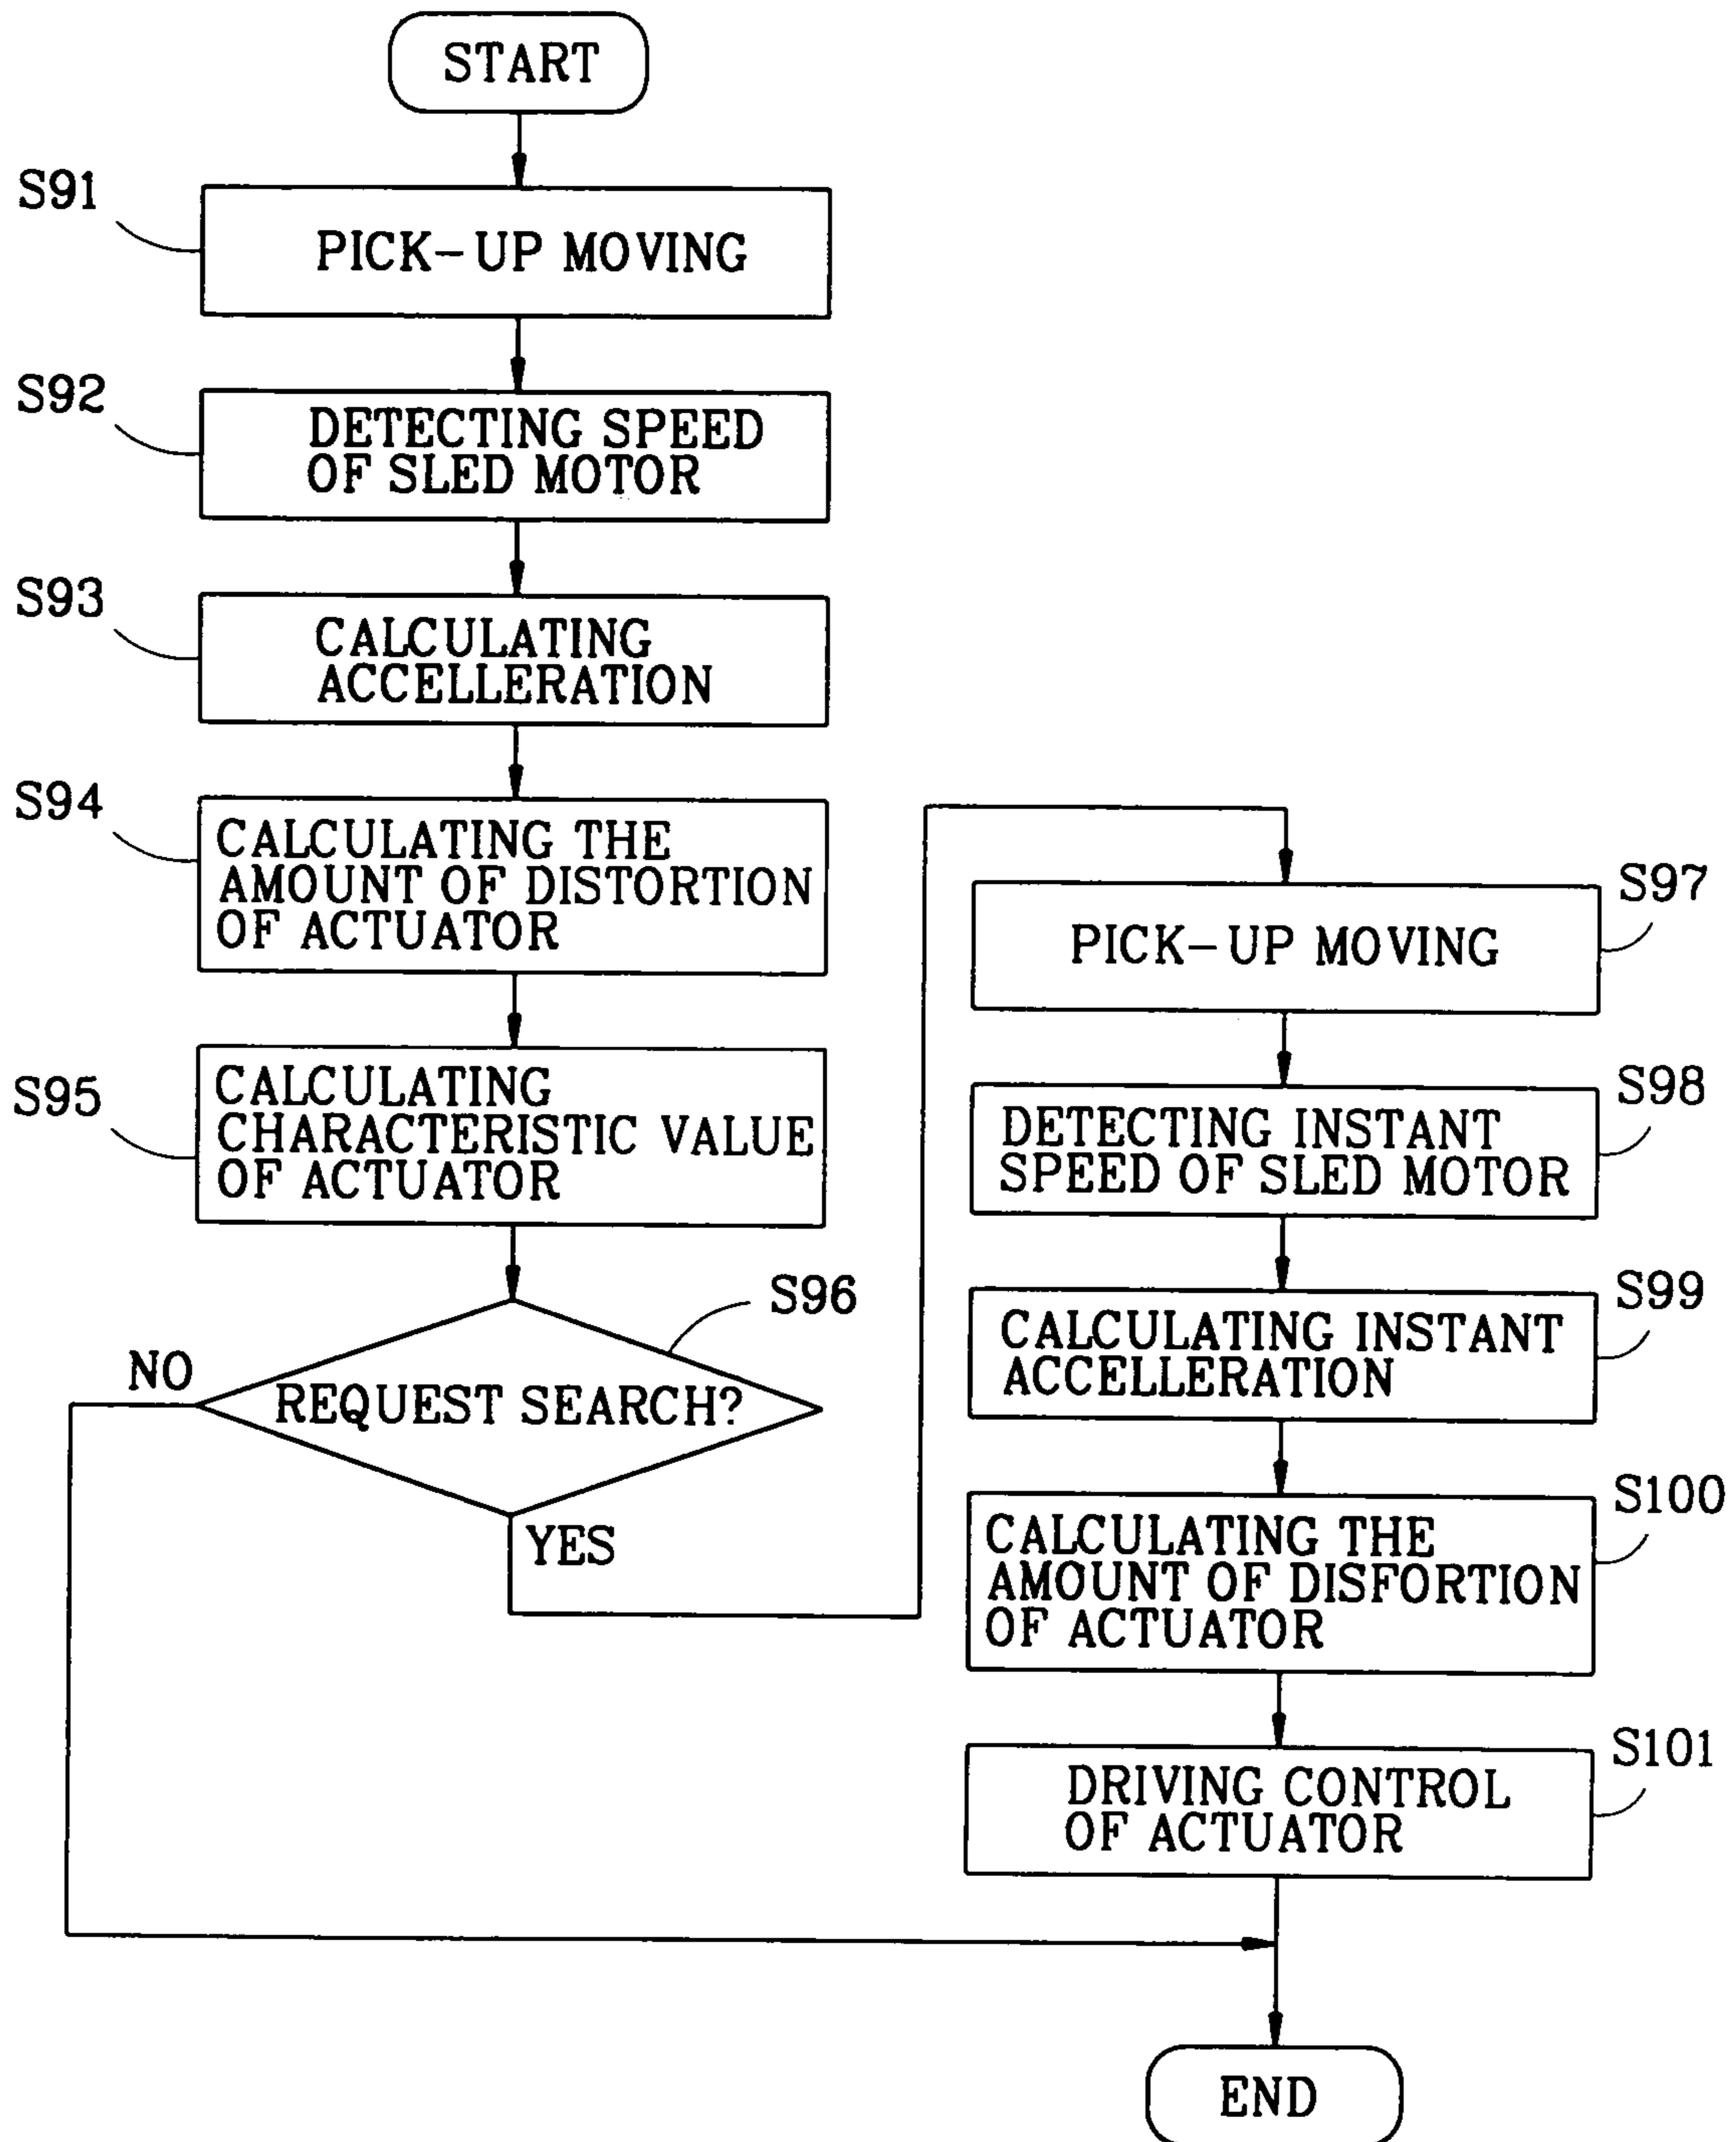 START
S91
PICK-UP MOVING
S92
DETECTING SPEED
OF SLED MOTOR
S93
CALCULATING
ACCELLERATION
S94
CALCULATING THE
AMOUNT OF DISTORTION
OF ACTUATOR
S95
CALCULATING
CHARACTERISTIC VALUE
OF ACTUATOR
S96
NO
REQUEST SEARCH?
YES
S97
PICK-UP MOVING
S98
DETECTING INSTANT
SPEED OF SLED MOTOR
S99
CALCULATING INSTANT
ACCELLERATION
S100
CALCULATING THE
AMOUNT OF DISFORTION
OF ACTUATOR
S101
DRIVING CONTROL
OF ACTUATOR
END